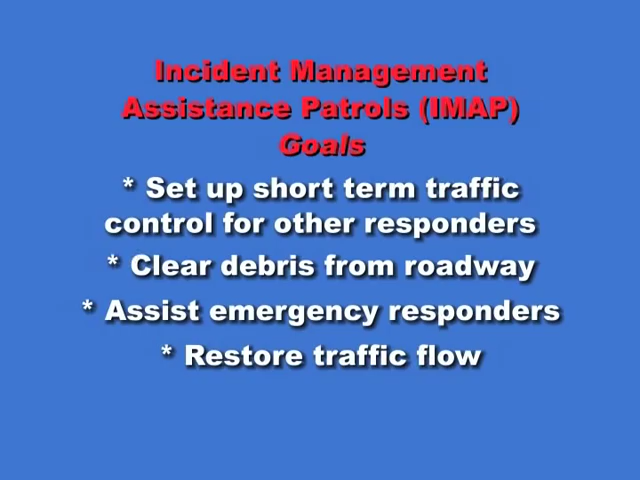 Incident Management
Assistance Patrols (IMAP)
Goals
* Set up short term traffic
control for other responders
* Clear debris from roadway
* Assist emergency responders
* Restore traffic flow